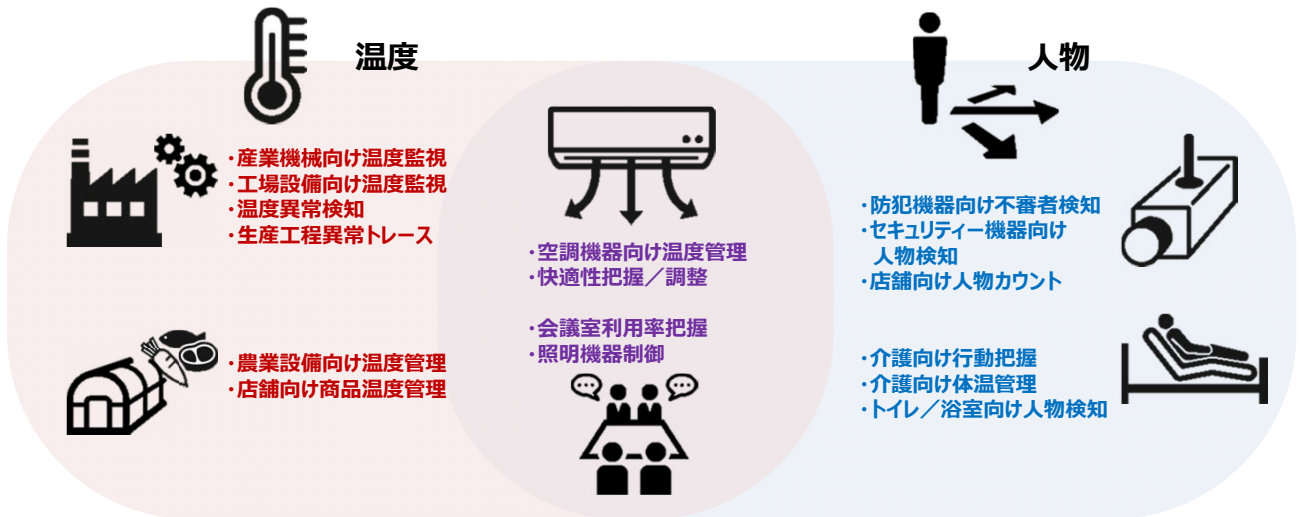 温度
・産業機械向け温度監視
・工場設備向け温度監視
・温度異常検知
・生産工程異常トレース
・農業設備向け温度管理
・店舗向け商品温度管理
・空調機器向け温度管理
・快適性把握／調整
・会議室利用率把握
・照明機器制御
人物
・防犯機器向け不審者検知
・セキュリティー機器向け
人物検知
・店舗向け人物カウント
・介護向け行動把握
・介護向け体温管理
・トイレ／浴室向け人物検知